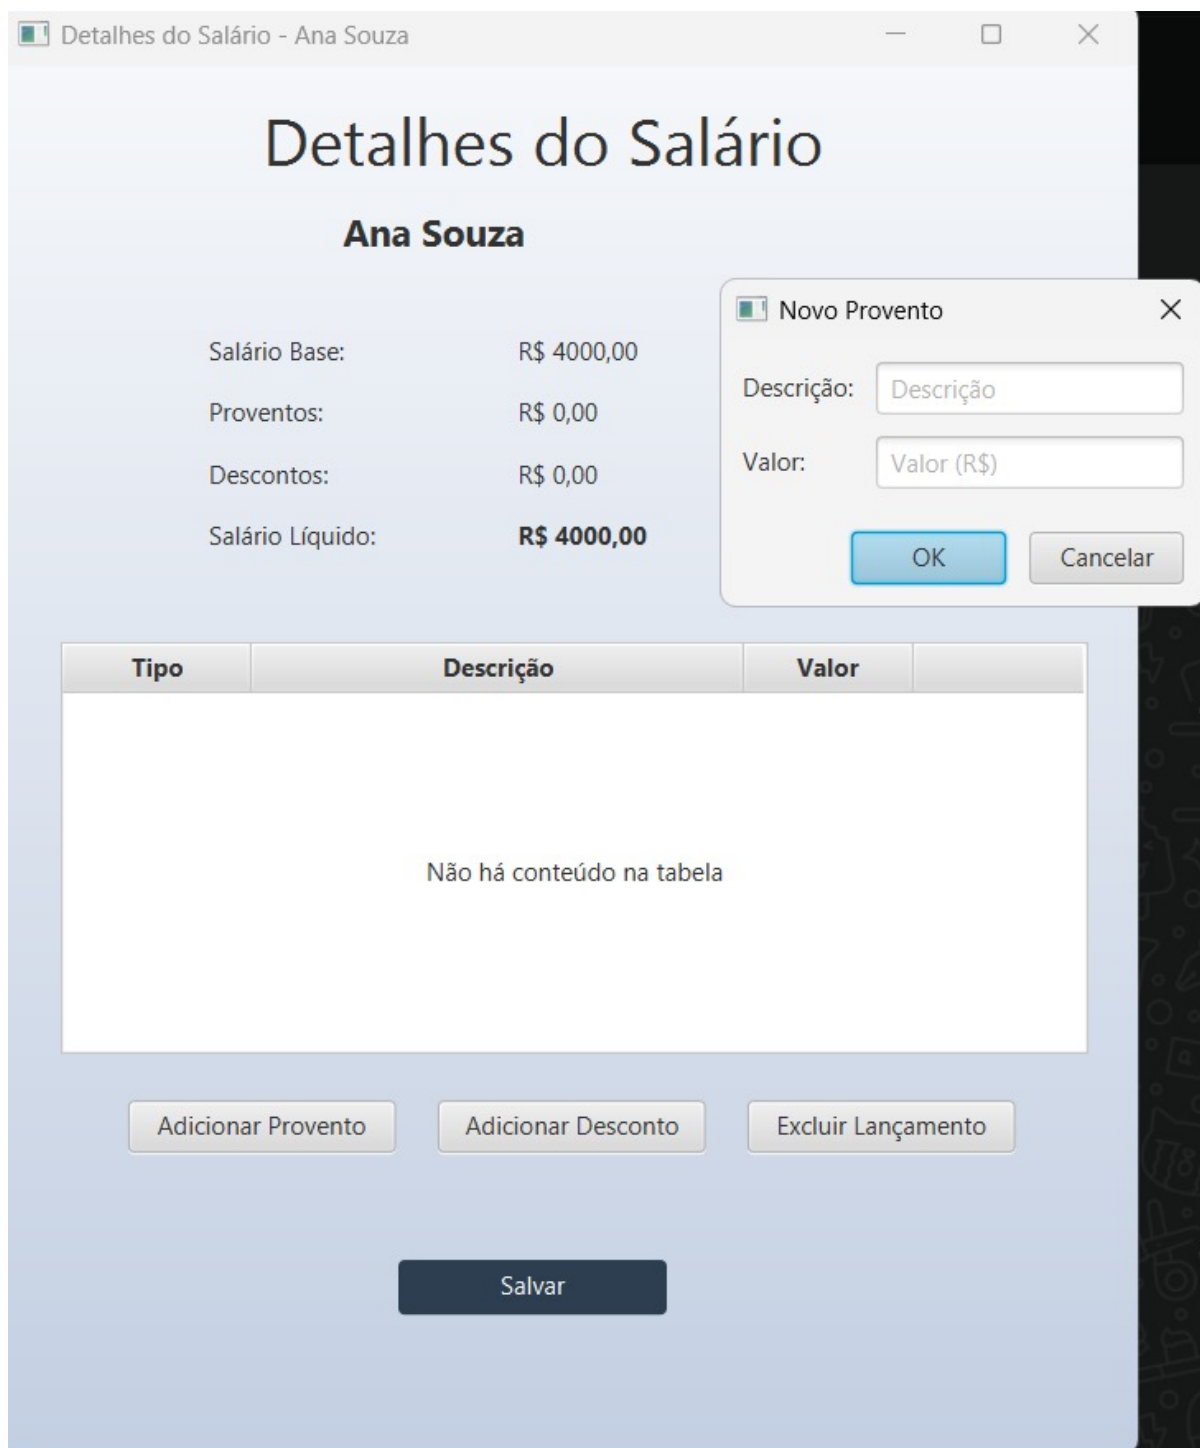 Detalhes do Salário - Ana Souza
Detalhes do Salário
Ana Souza
Salário Base: R$ 4000,00
Proventos: R$ 0,00
Descontos: R$ 0,00
Salário Líquido: R$ 4000,00
Novo Provento
Descrição: Descrição
Valor: Valor (R$)
OK Cancelar
Tipo Descrição Valor
Não há conteúdo na tabela
Adicionar Provento Adicionar Desconto Excluir Lançamento
Salvar